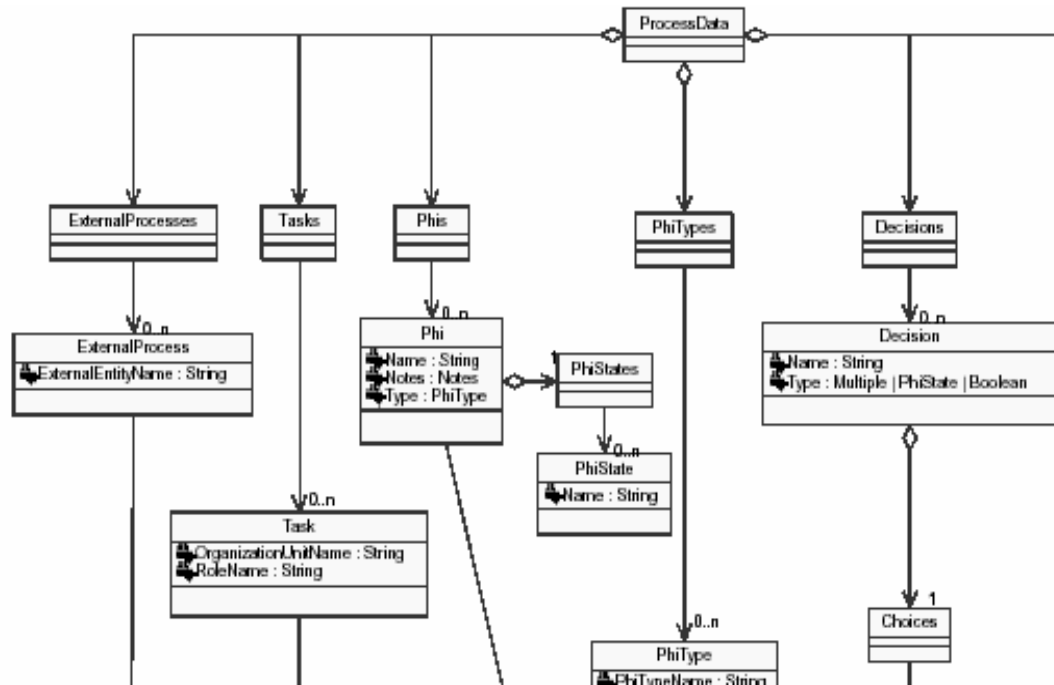 ProcessData
ExternalProcesses
Tasks
Phis
PhiTypes
Decisions
0..n
ExternalProcess
ExternalEntityName : String
0..n
Phi
Name : String
Notes : Notes
Type : PhiType
1
PhiStates
0..n
Decision
Name : String
Type : Multiple | PhiState | Boolean
0..n
PhiState
Name : String
0..n
Task
OrganizationUnitName : String
RoleName : String
1
Choices
0..n
PhiType
PhiTypeName : String